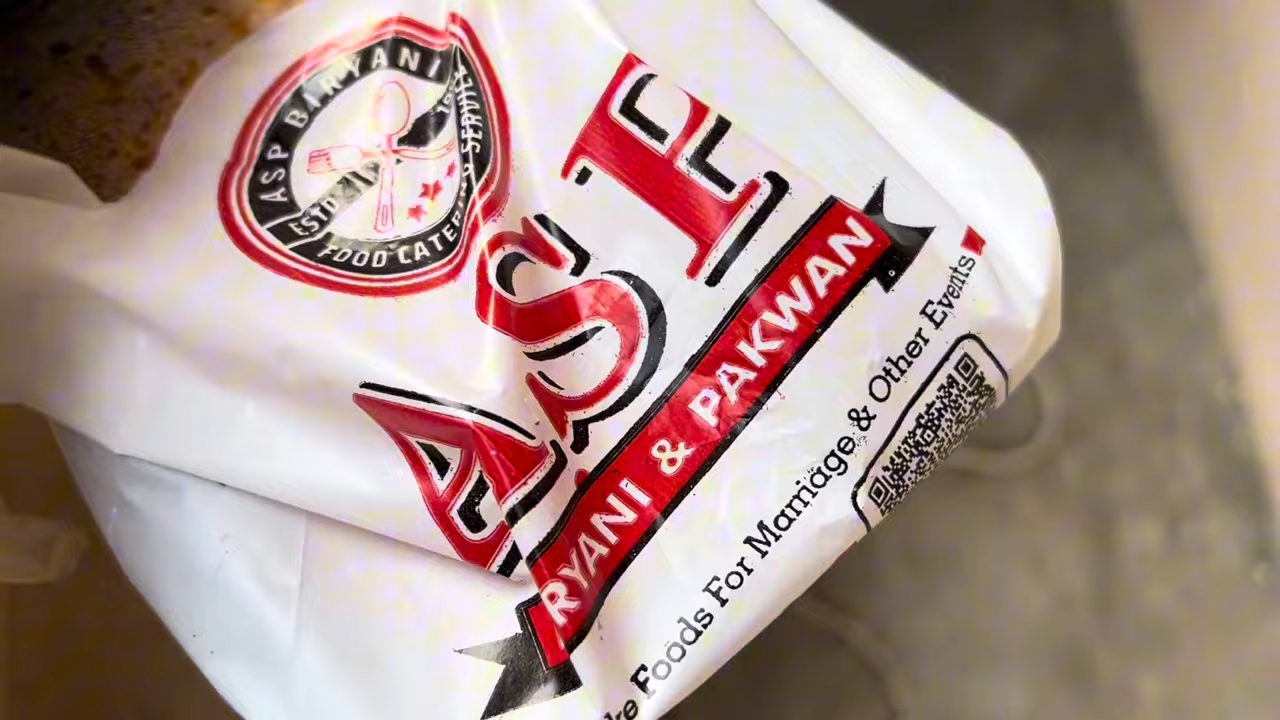 ASP BARYANI
FOOD CATERING SERVICE
ESTD
ASF
RYANI & PAKWAN
ke Foods For Marriage & Other Events